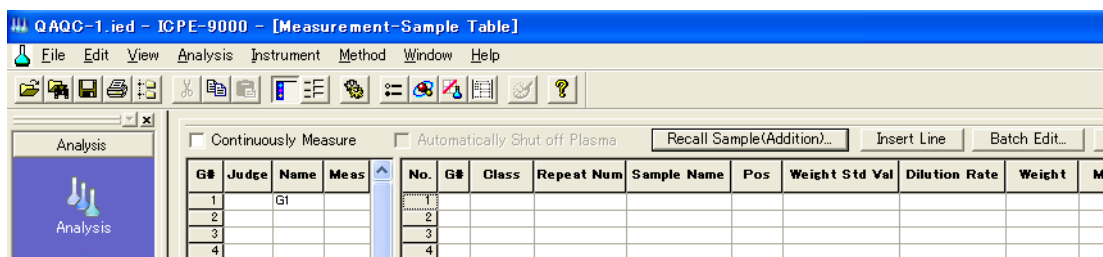 QAQC-1.ied - ICPE-9000 - [Measurement-Sample Table]
File Edit View Analysis Instrument Method Window Help
Analysis
Continuously Measure Automatically Shut off Plasma Recall Sample(Addition)... Insert Line Batch Edit...
G# Judge Name Meas No. G# Class Repeat Num Sample Name Pos Weight Std Val Dilution Rate Weight M
1 G1 1
2 2
Analysis
3 3
4 4